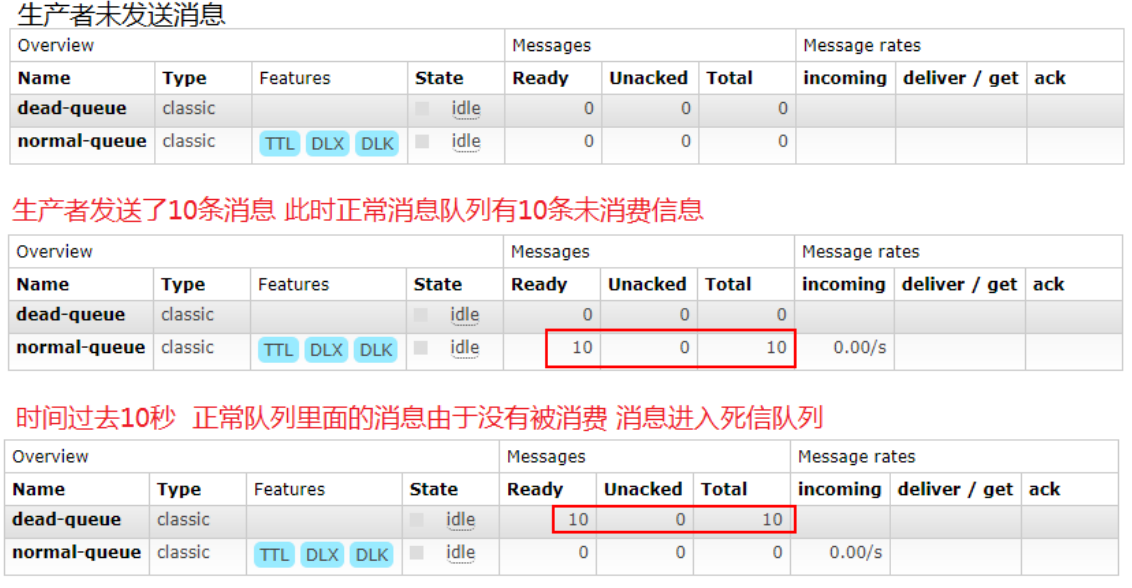 生产者未发送消息
Overview Messages Message rates
Name Type Features State Ready Unacked Total incoming deliver / get ack
dead-queue classic idle 0 0 0
normal-queue classic TTL DLX DLK idle 0 0 0
生产者发送了10条消息 此时正常消息队列有10条未消费信息
Overview Messages Message rates
Name Type Features State Ready Unacked Total incoming deliver / get ack
dead-queue classic idle 0 0 0
normal-queue classic TTL DLX DLK idle 10 0 10 0.00/s
时间过去10秒 正常队列里面的消息由于没有被消费 消息进入死信队列
Overview Messages Message rates
Name Type Features State Ready Unacked Total incoming deliver / get ack
dead-queue classic idle 10 0 10
normal-queue classic TTL DLX DLK idle 0 0 0 0.00/s